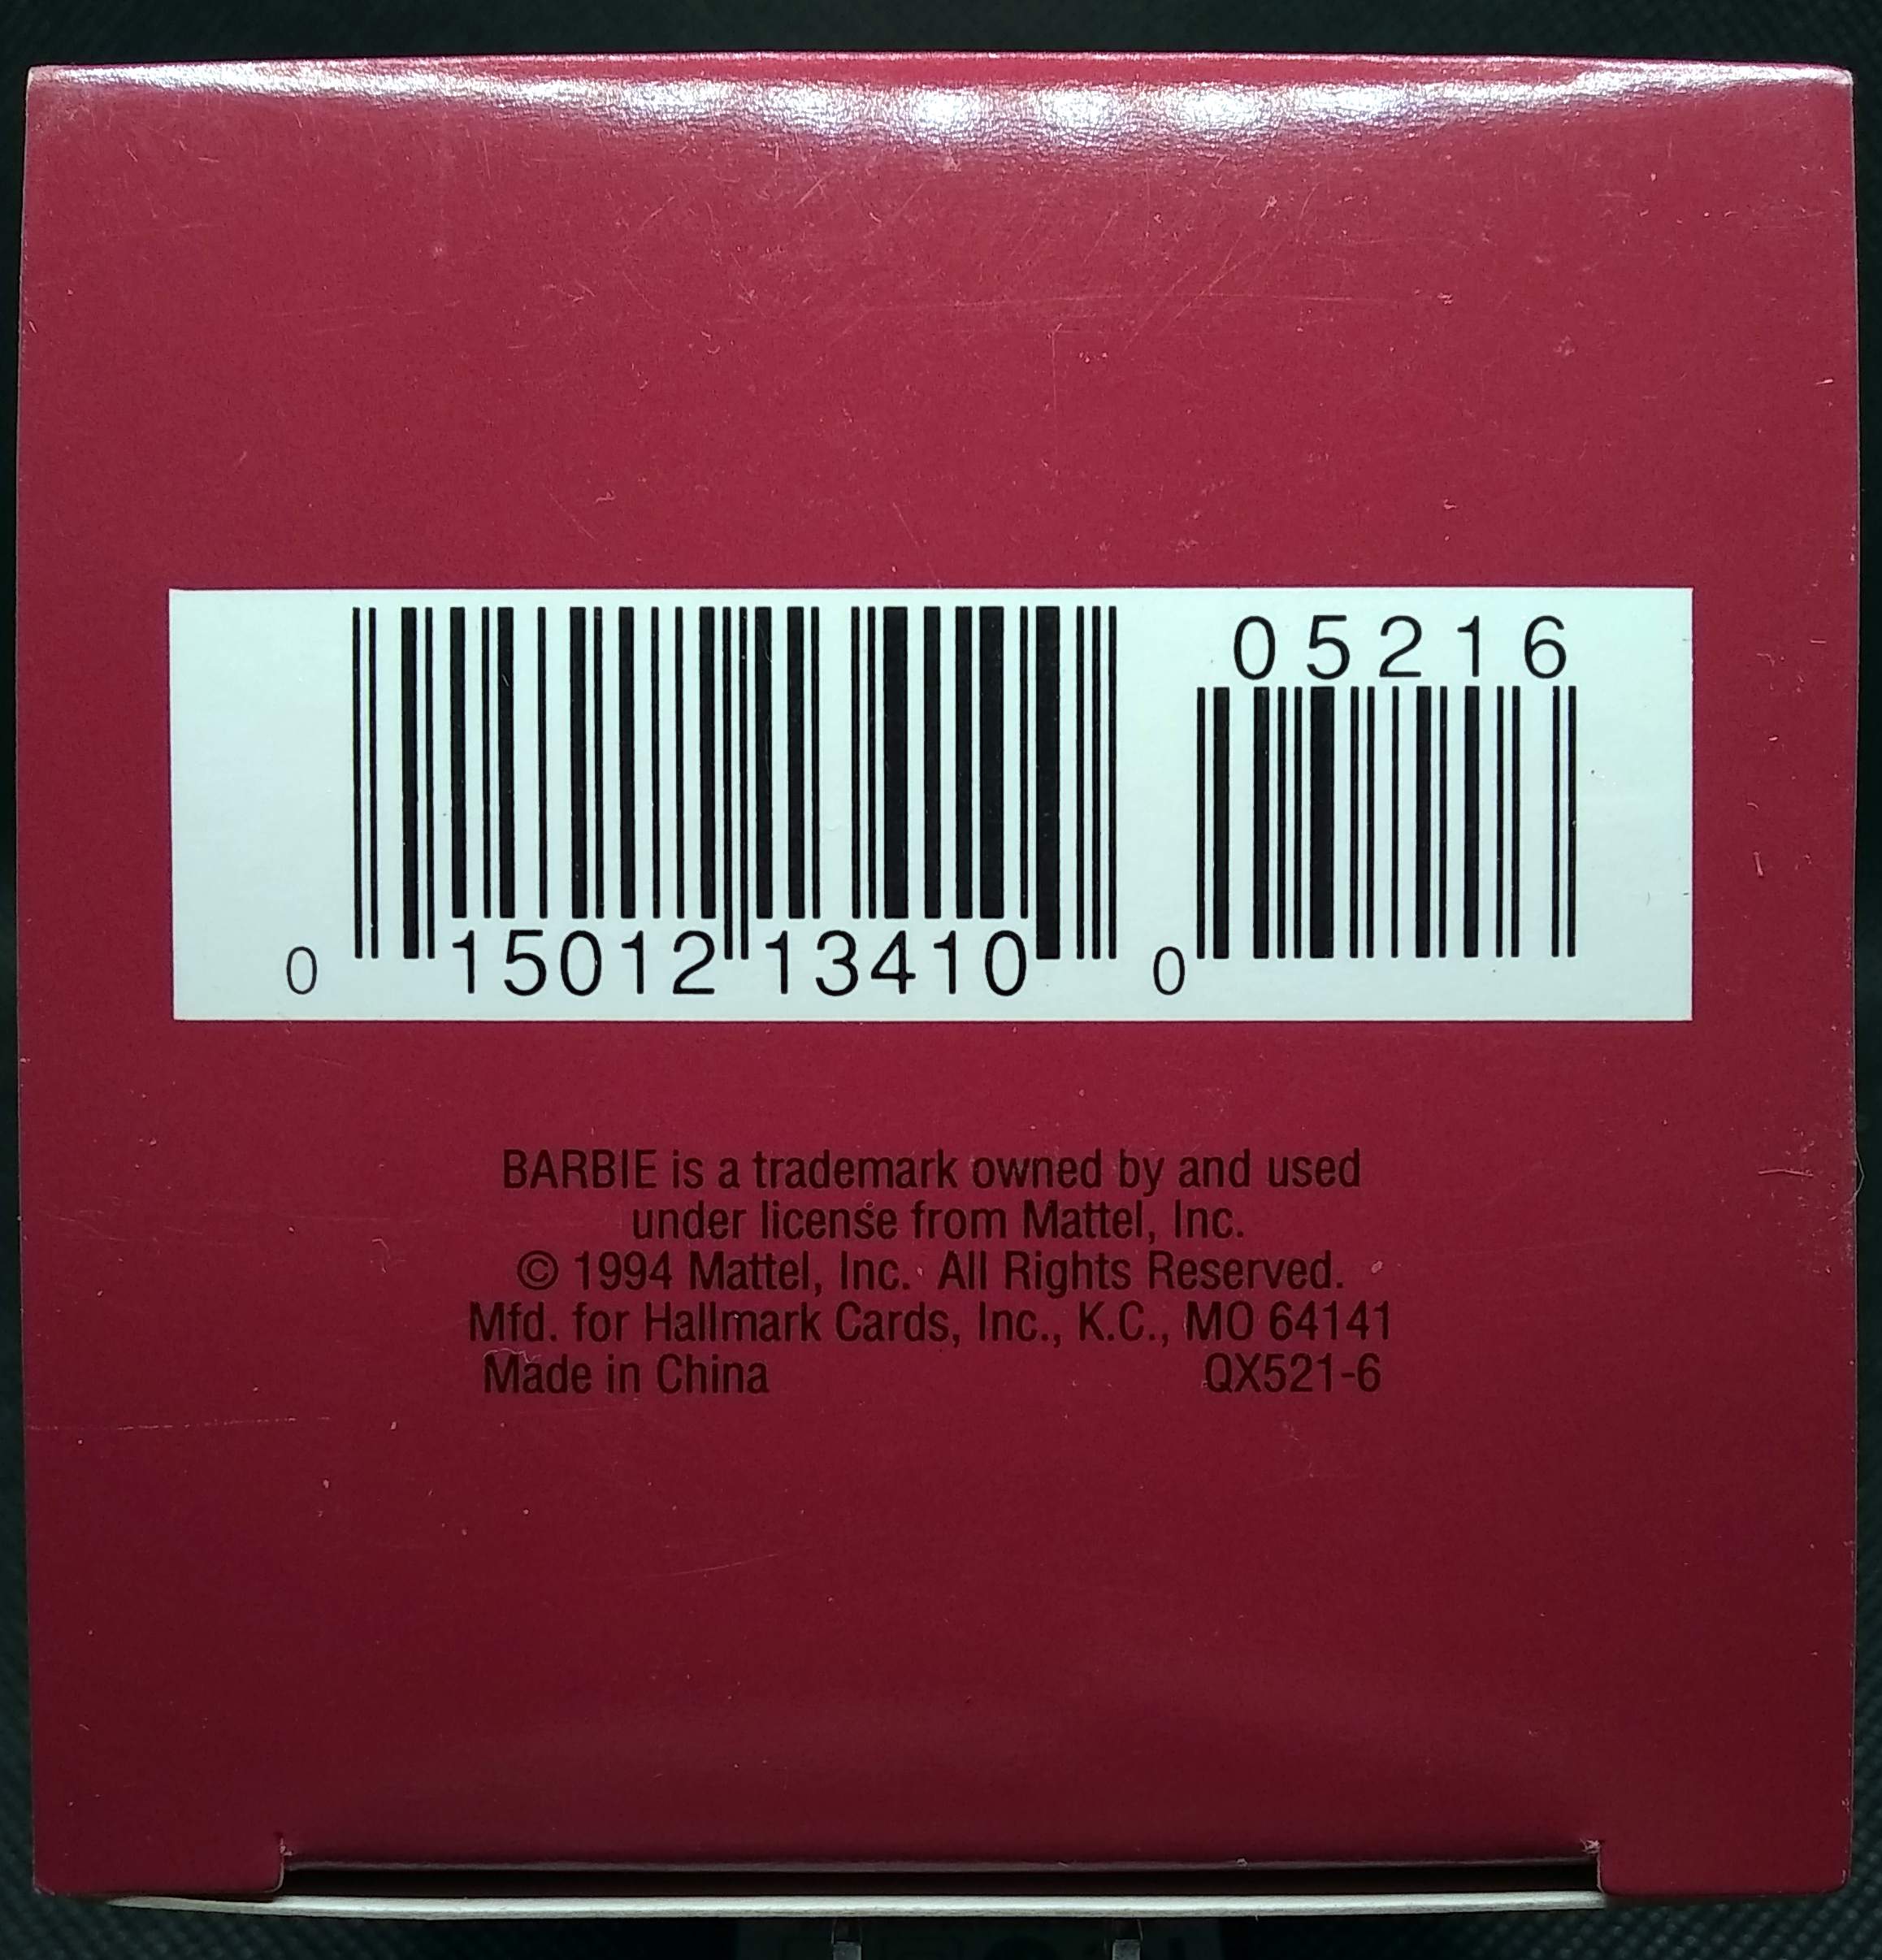 05216
0 15012 13410 0
BARBIE is a trademark owned by and used
under license from Mattel, Inc.
© 1994 Mattel, Inc. All Rights Reserved.
Mfd. for Hallmark Cards, Inc., K.C., MO 64141
Made in China QX521-6